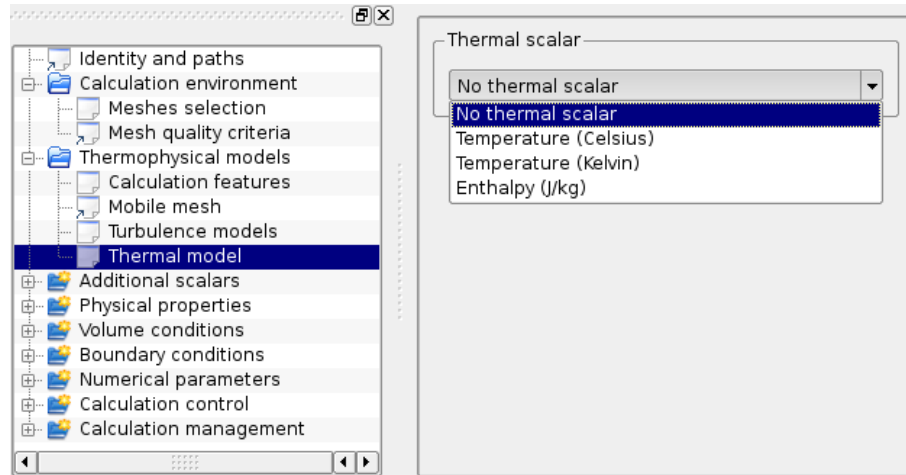 Identity and paths
Calculation environment
Meshes selection
Mesh quality criteria
Thermophysical models
Calculation features
Mobile mesh
Turbulence models
Thermal model
Additional scalars
Physical properties
Volume conditions
Boundary conditions
Numerical parameters
Calculation control
Calculation management
Thermal scalar
No thermal scalar
No thermal scalar
Temperature (Celsius)
Temperature (Kelvin)
Enthalpy (J/kg)